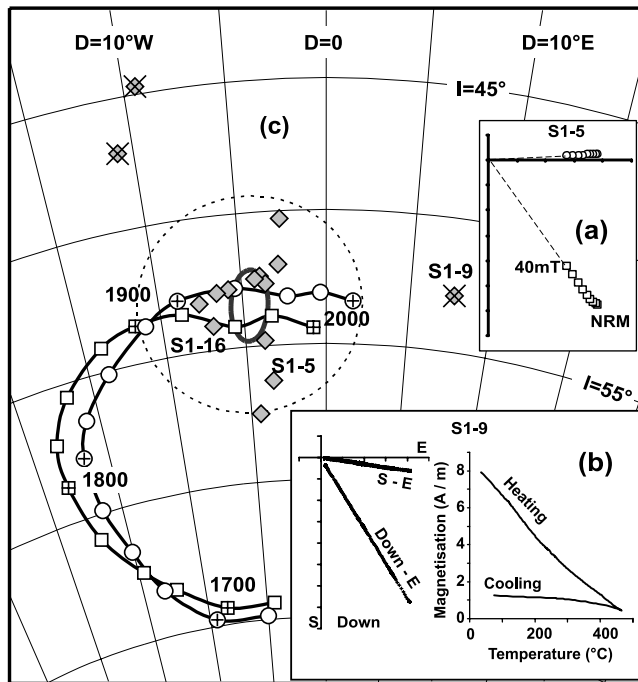 D=10°W D=0 D=10°E
I=45°
(c)
S1-5
(a)
40mT
NRM
S1-9
1900
2000
S1-16
S1-5
I=55°
1800
1700
S1-9
(b)
E
S - E
Down - E
S
Down
Magnetisation (A / m)
8
6
4
2
0
Heating
Cooling
200 400
Temperature (°C)